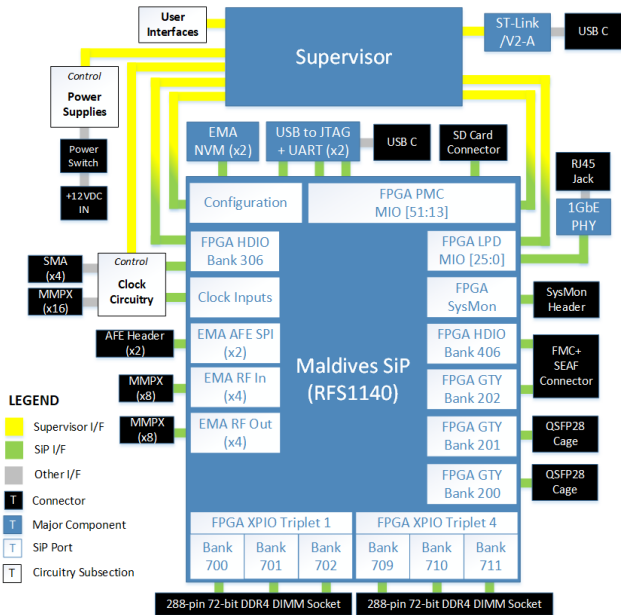 User
Interfaces
Supervisor
ST-Link
/V2-A
USB C
Control
Power
Supplies
Power
Switch
+12VDC
IN
EMA
NVM (x2)
USB to JTAG
+ UART (x2)
USB C
SD Card
Connector
RJ45
Jack
1GbE
PHY
Configuration
FPGA PMC
MIO [51:13]
FPGA HDIO
Bank 306
FPGA LPD
MIO [25:0]
SMA
(x4)
MMPX
(x16)
Control
Clock
Circuitry
Clock Inputs
FPGA
SysMon
SysMon
Header
AFE Header
(x2)
EMA AFE SPI
(x2)
FPGA HDIO
Bank 406
FMC+
SEAF
Connector
Maldives SiP
(RFS1140)
MMPX
(x8)
EMA RF In
(x4)
FPGA GTY
Bank 202
MMPX
(x8)
EMA RF Out
(x4)
FPGA GTY
Bank 201
QSFP28
Cage
FPGA GTY
Bank 200
QSFP28
Cage
LEGEND
Supervisor I/F
SiP I/F
Other I/F
T Connector
T Major Component
T SiP Port
T Circuitry Subsection
FPGA XPIO Triplet 1
Bank
700
Bank
701
Bank
702
FPGA XPIO Triplet 4
Bank
709
Bank
710
Bank
711
288-pin 72-bit DDR4 DIMM Socket
288-pin 72-bit DDR4 DIMM Socket